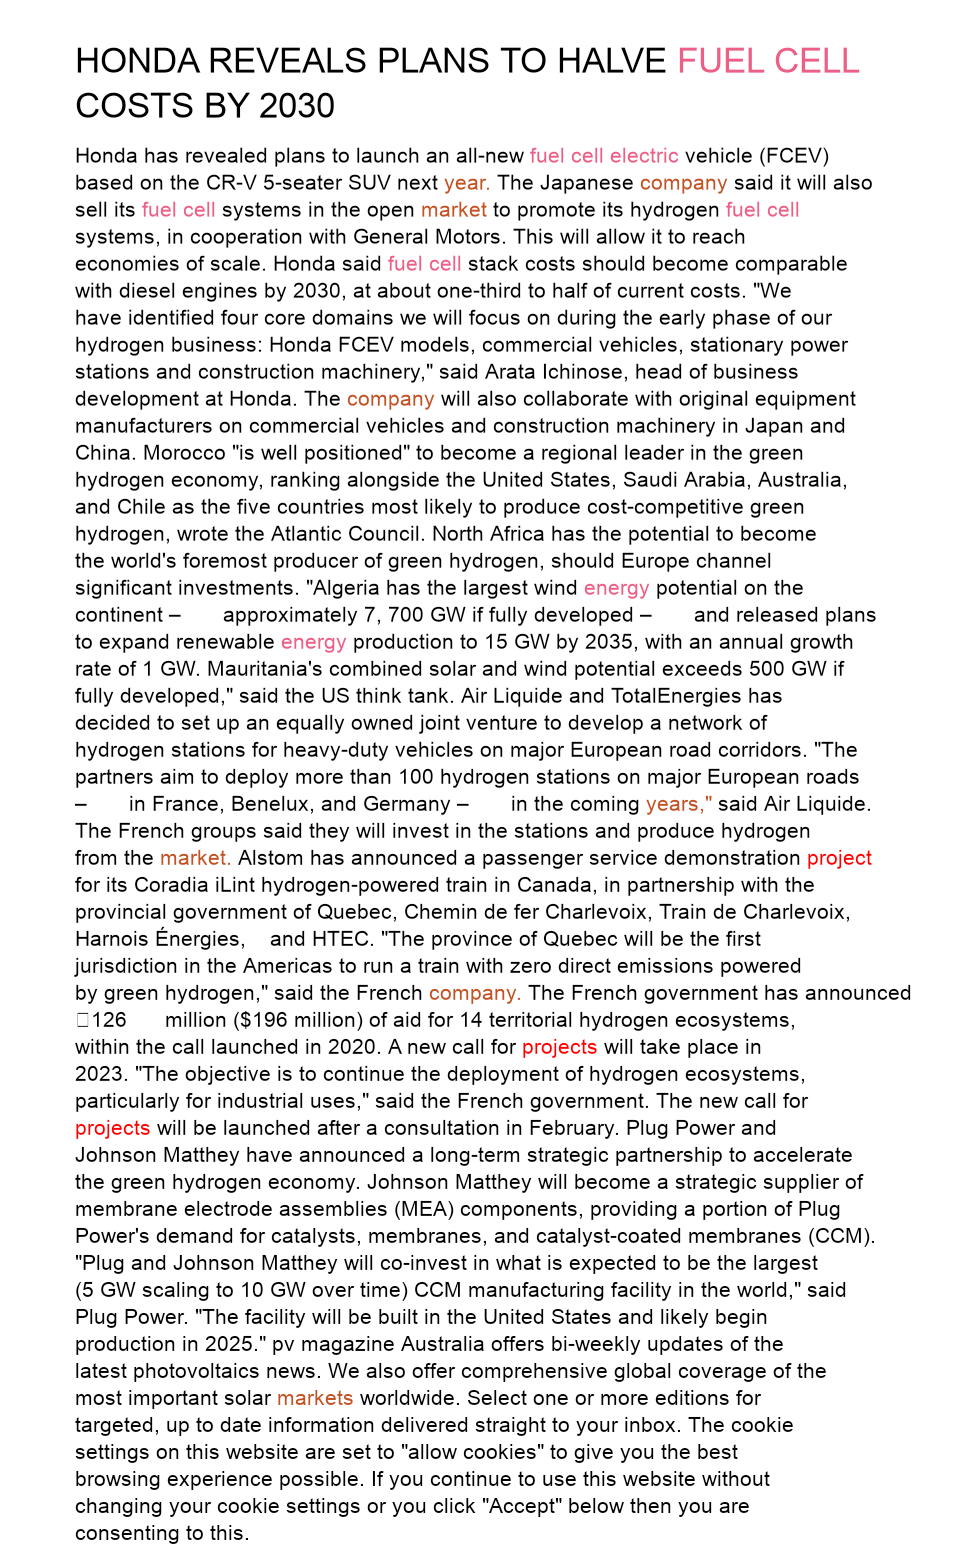 HONDA REVEALS PLANS TO HALVE FUEL CELL
COSTS BY 2030
Honda has revealed plans to launch an all-new fuel cell electric vehicle (FCEV)
based on the CR-V 5-seater SUV next year. The Japanese company said it will also
sell its fuel cell systems in the open market to promote its hydrogen fuel cell
systems, in cooperation with General Motors. This will allow it to reach
economies of scale. Honda said fuel cell stack costs should become comparable
with diesel engines by 2030, at about one-third to half of current costs. "We
have identified four core domains we will focus on during the early phase of our
hydrogen business: Honda FCEV models, commercial vehicles, stationary power
stations and construction machinery," said Arata Ichinose, head of business
development at Honda. The company will also collaborate with original equipment
manufacturers on commercial vehicles and construction machinery in Japan and
China. Morocco "is well positioned" to become a regional leader in the green
hydrogen economy, ranking alongside the United States, Saudi Arabia, Australia,
and Chile as the five countries most likely to produce cost-competitive green
hydrogen, wrote the Atlantic Council. North Africa has the potential to become
the world's foremost producer of green hydrogen, should Europe channel
significant investments. "Algeria has the largest wind energy potential on the
continent – approximately 7, 700 GW if fully developed – and released plans
to expand renewable energy production to 15 GW by 2035, with an annual growth
rate of 1 GW. Mauritania's combined solar and wind potential exceeds 500 GW if
fully developed," said the US think tank. Air Liquide and TotalEnergies has
decided to set up an equally owned joint venture to develop a network of
hydrogen stations for heavy-duty vehicles on major European road corridors. "The
partners aim to deploy more than 100 hydrogen stations on major European roads
– in France, Benelux, and Germany – in the coming years," said Air Liquide.
The French groups said they will invest in the stations and produce hydrogen
from the market. Alstom has announced a passenger service demonstration project
for its Coradia iLint hydrogen-powered train in Canada, in partnership with the
provincial government of Quebec, Chemin de fer Charlevoix, Train de Charlevoix,
Harnois Énergies, and HTEC. "The province of Quebec will be the first
jurisdiction in the Americas to run a train with zero direct emissions powered
by green hydrogen," said the French company. The French government has announced
126 million ($196 million) of aid for 14 territorial hydrogen ecosystems,
within the call launched in 2020. A new call for projects will take place in
2023. "The objective is to continue the deployment of hydrogen ecosystems,
particularly for industrial uses," said the French government. The new call for
projects will be launched after a consultation in February. Plug Power and
Johnson Matthey have announced a long-term strategic partnership to accelerate
the green hydrogen economy. Johnson Matthey will become a strategic supplier of
membrane electrode assemblies (MEA) components, providing a portion of Plug
Power's demand for catalysts, membranes, and catalyst-coated membranes (CCM).
"Plug and Johnson Matthey will co-invest in what is expected to be the largest
(5 GW scaling to 10 GW over time) CCM manufacturing facility in the world," said
Plug Power. "The facility will be built in the United States and likely begin
production in 2025." pv magazine Australia offers bi-weekly updates of the
latest photovoltaics news. We also offer comprehensive global coverage of the
most important solar markets worldwide. Select one or more editions for
targeted, up to date information delivered straight to your inbox. The cookie
settings on this website are set to "allow cookies" to give you the best
browsing experience possible. If you continue to use this website without
changing your cookie settings or you click "Accept" below then you are
consenting to this.